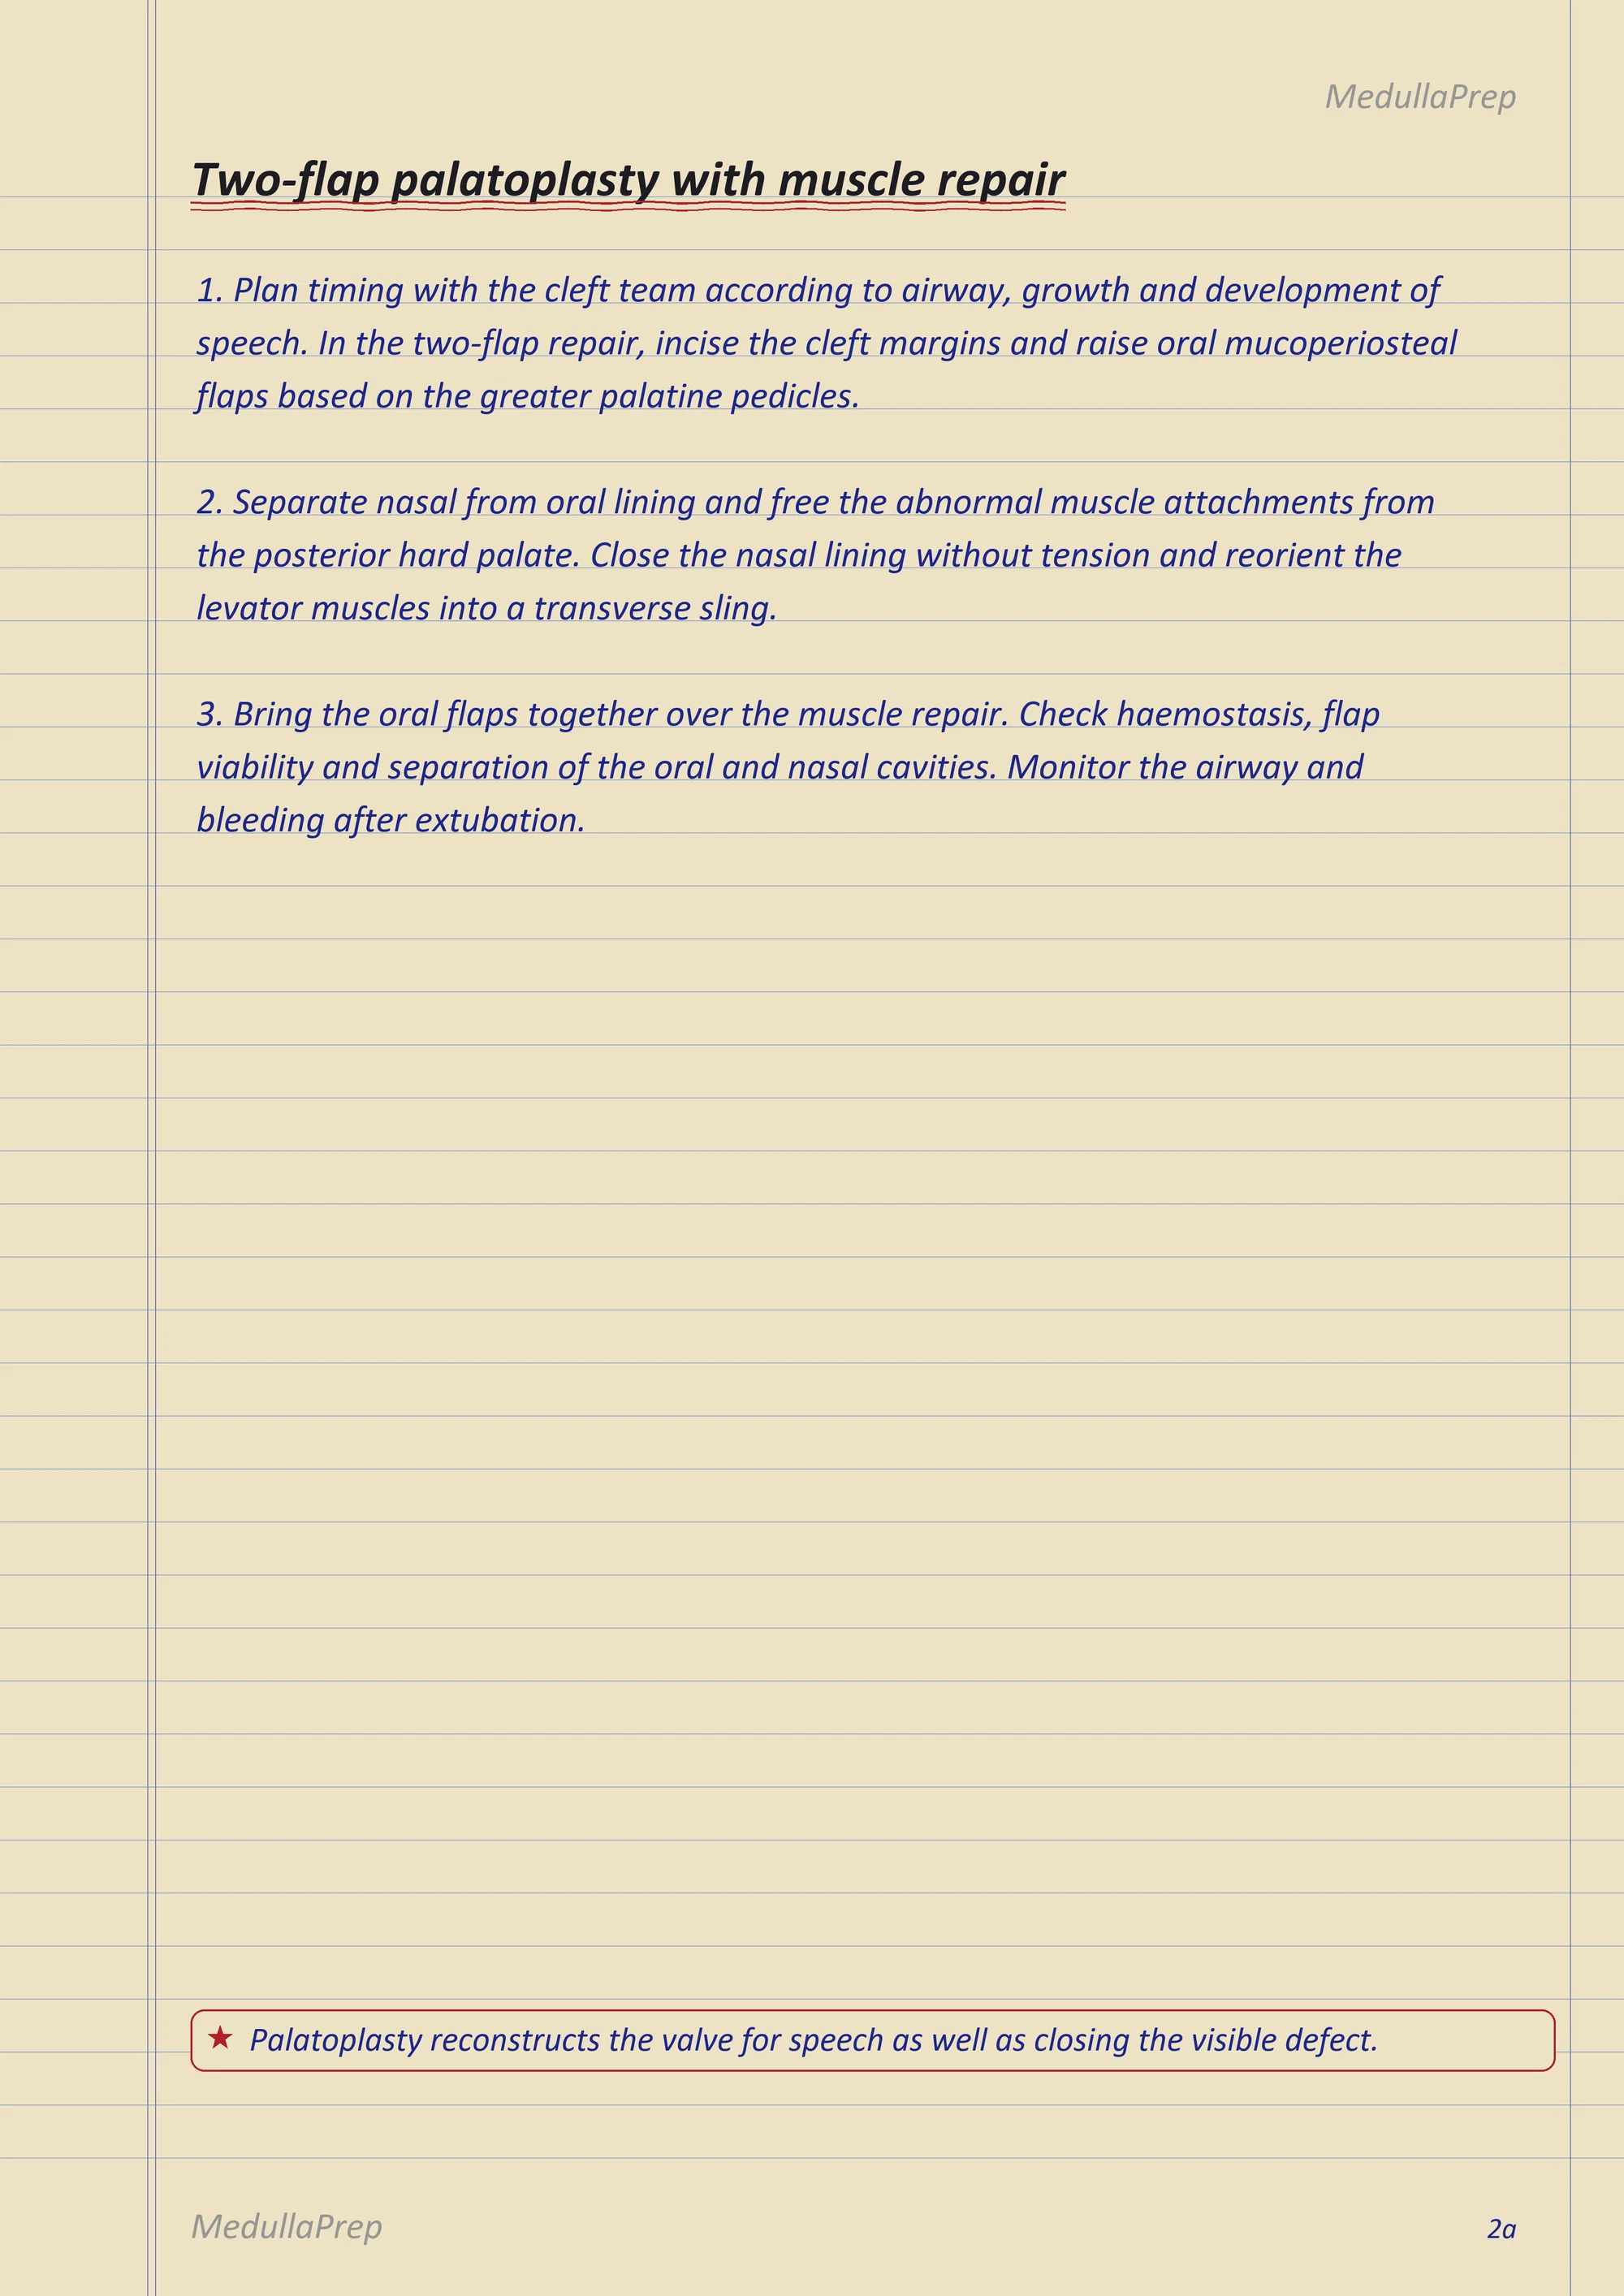 MedullaPrep
Two-flap palatoplasty with muscle repair
1. Plan timing with the cleft team according to airway, growth and development of
speech. In the two-flap repair, incise the cleft margins and raise oral mucoperiosteal
flaps based on the greater palatine pedicles.
2. Separate nasal from oral lining and free the abnormal muscle attachments from
the posterior hard palate. Close the nasal lining without tension and reorient the
levator muscles into a transverse sling.
3. Bring the oral flaps together over the muscle repair. Check haemostasis, flap
viability and separation of the oral and nasal cavities. Monitor the airway and
bleeding after extubation.
★ Palatoplasty reconstructs the valve for speech as well as closing the visible defect.
MedullaPrep
2a